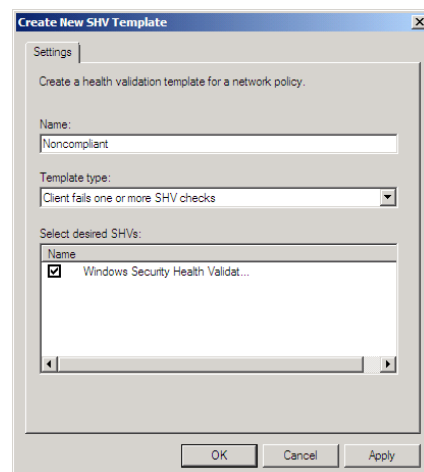 Create New SHV Template
Settings
Create a health validation template for a network policy.
Name:
Noncompliant
Template type:
Client fails one or more SHV checks
Select desired SHVs:
Name
Windows Security Health Validat...
OK Cancel Apply